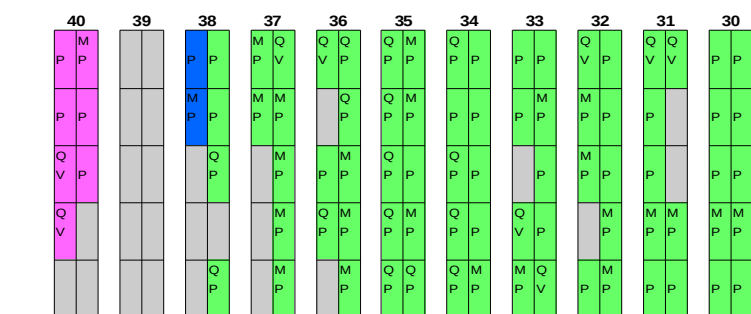 40 39 38 37 36 35 34 33 32 31 30
M M Q Q Q Q M Q Q Q Q
P P P P P V V P P P P P P P V P V V P P
M M M Q Q M M M
P P P P P P P P P P P P P P P P P P
Q Q M M Q Q M
V P P P P P P P P P P P P P P P
Q M Q M Q M Q Q M M M M M
V P P P P P P P V P P P P P P
Q M M Q Q Q M M Q M
P P P P P P P P V P P P P P P